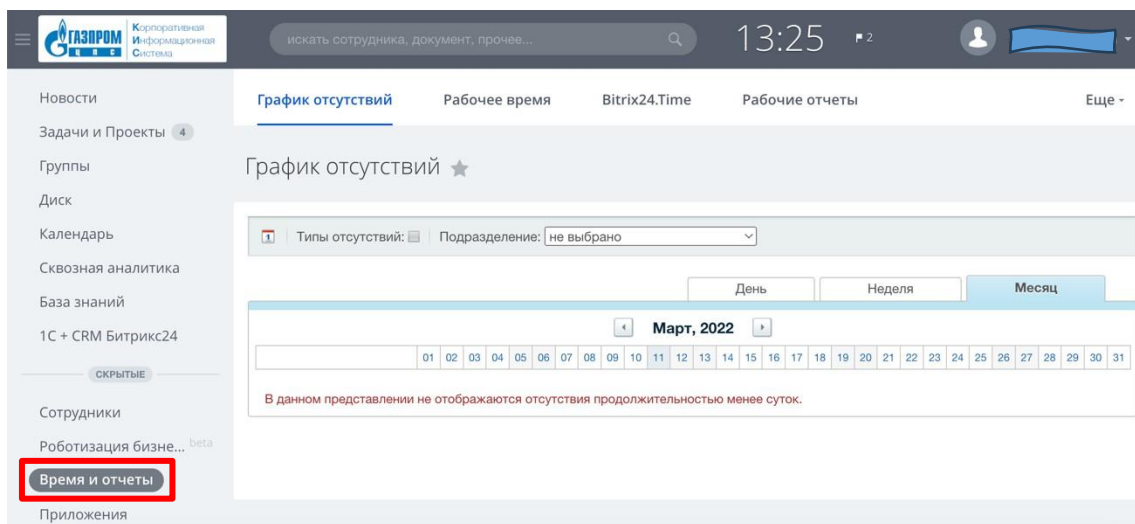 ГАЗПРОМ
ЦПС
Корпоративная
Информационная
Система
искать сотрудника, документ, прочее...
13:25
2
Новости
Задачи и Проекты 4
Группы
Диск
Календарь
Сквозная аналитика
База знаний
1С + CRM Битрикс24
СКРЫТЫЕ
Сотрудники
Роботизация бизне... beta
Время и отчеты
Приложения
График отсутствий Рабочее время Bitrix24.Time Рабочие отчеты Еще
График отсутствий
1 Типы отсутствий: Подразделение: не выбрано
День Неделя Месяц
Март, 2022
01 02 03 04 05 06 07 08 09 10 11 12 13 14 15 16 17 18 19 20 21 22 23 24 25 26 27 28 29 30 31
В данном представлении не отображаются отсутствия продолжительностью менее суток.